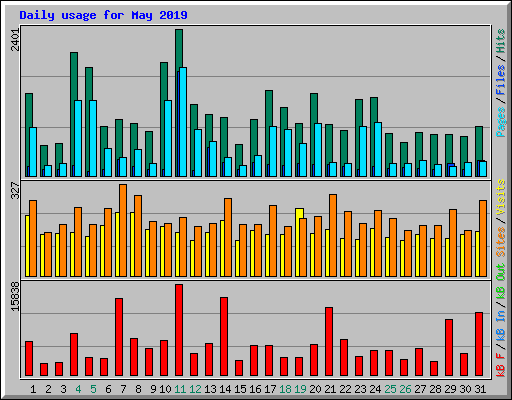 Daily usage for May 2019
2401
Pages / Files / Hits
327
Sites / Visits
15838
kB F / kB In / kB Out
1 2 3 4 5 6 7 8 9 10 11 12 13 14 15 16 17 18 19 20 21 22 23 24 25 26 27 28 29 30 31